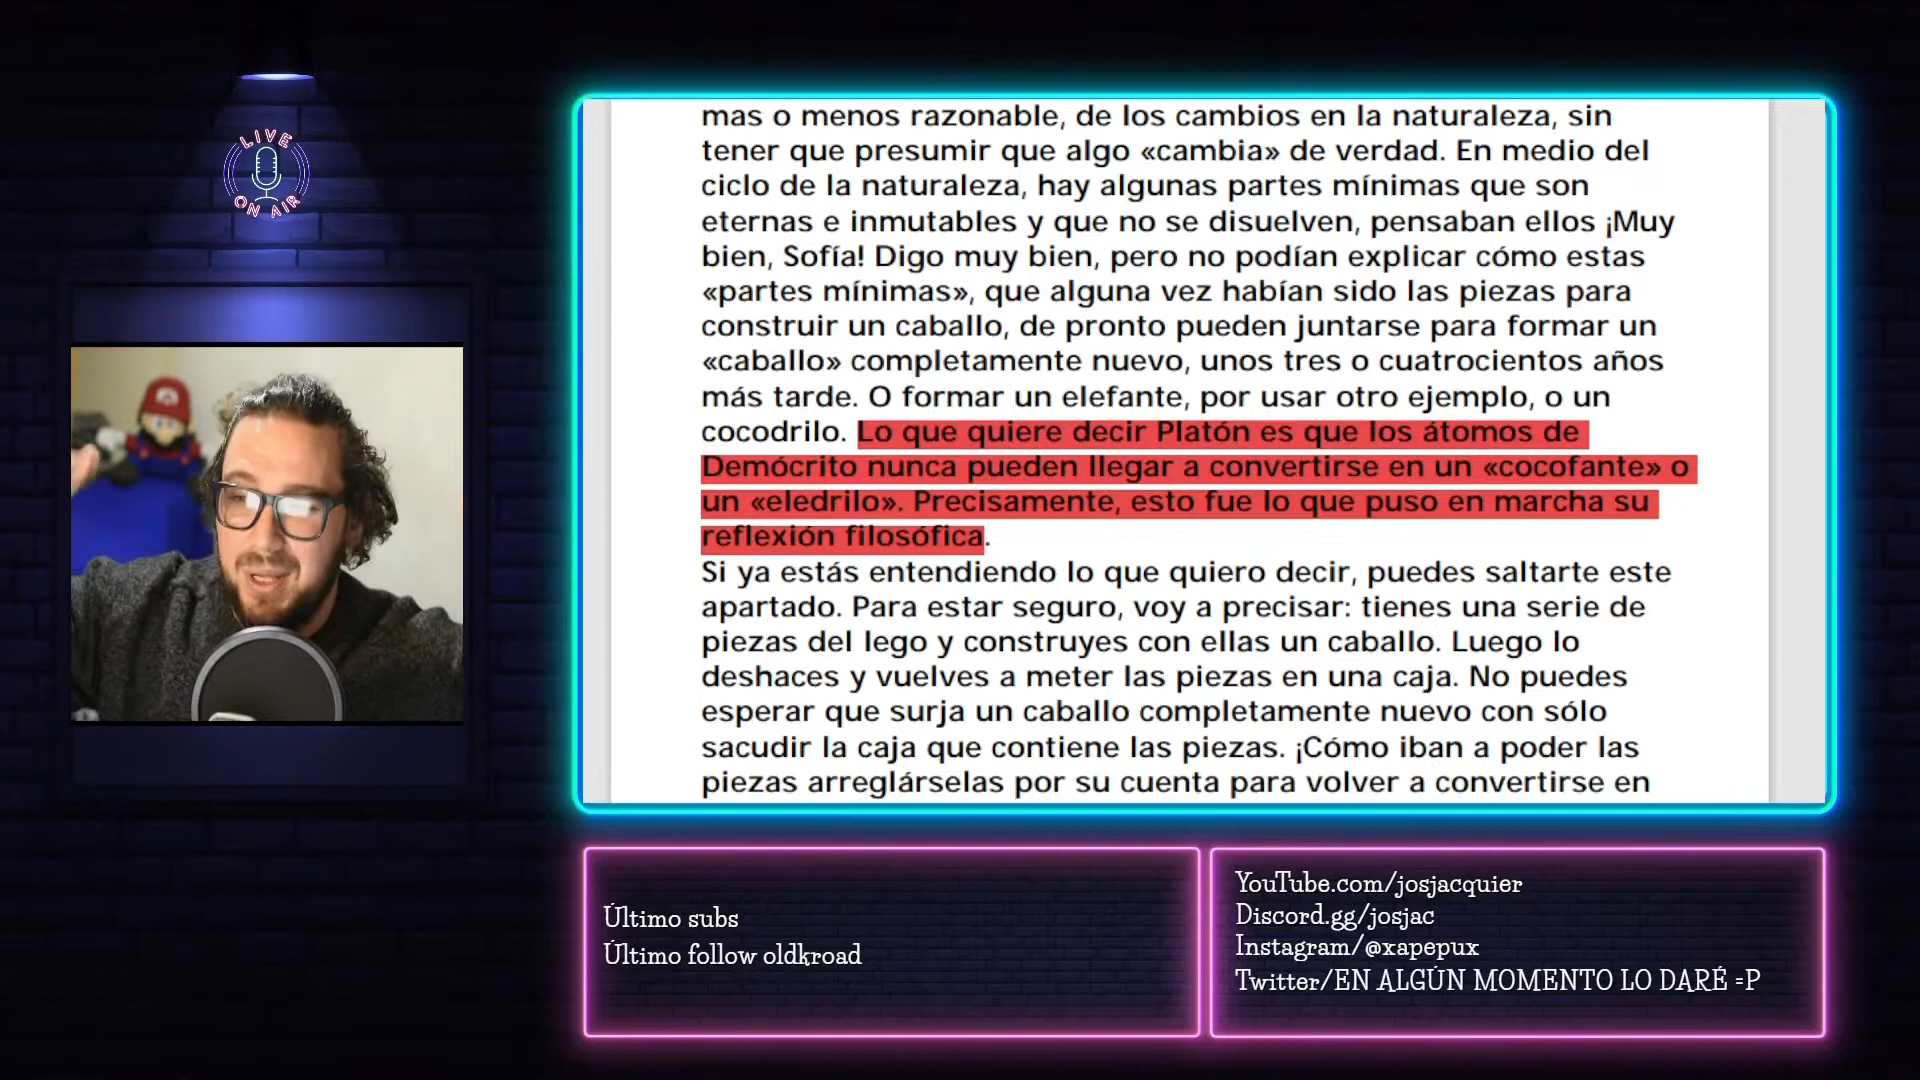 LIVE
ON AIR
mas o menos razonable, de los cambios en la naturaleza, sin
tener que presumir que algo «cambia» de verdad. En medio del
ciclo de la naturaleza, hay algunas partes mínimas que son
eternas e inmutables y que no se disuelven, pensaban ellos ¡Muy
bien, Sofía! Digo muy bien, pero no podían explicar cómo estas
«partes mínimas», que alguna vez habían sido las piezas para
construir un caballo, de pronto pueden juntarse para formar un
«caballo» completamente nuevo, unos tres o cuatrocientos años
más tarde. O formar un elefante, por usar otro ejemplo, o un
cocodrilo. Lo que quiere decir Platón es que los átomos de
Demócrito nunca pueden llegar a convertirse en un «cocofante» o
un «eledrilo». Precisamente, esto fue lo que puso en marcha su
reflexión filosófica.
Si ya estás entendiendo lo que quiero decir, puedes saltarte este
apartado. Para estar seguro, voy a precisar: tienes una serie de
piezas del lego y construyes con ellas un caballo. Luego lo
deshaces y vuelves a meter las piezas en una caja. No puedes
esperar que surja un caballo completamente nuevo con sólo
sacudir la caja que contiene las piezas. ¡Cómo iban a poder las
piezas arreglárselas por su cuenta para volver a convertirse en
Último subs
Último follow oldkroad
YouTube.com/josjacquier
Discord.gg/josjac
Instagram/@xapepux
Twitter/EN ALGÚN MOMENTO LO DARÉ =P